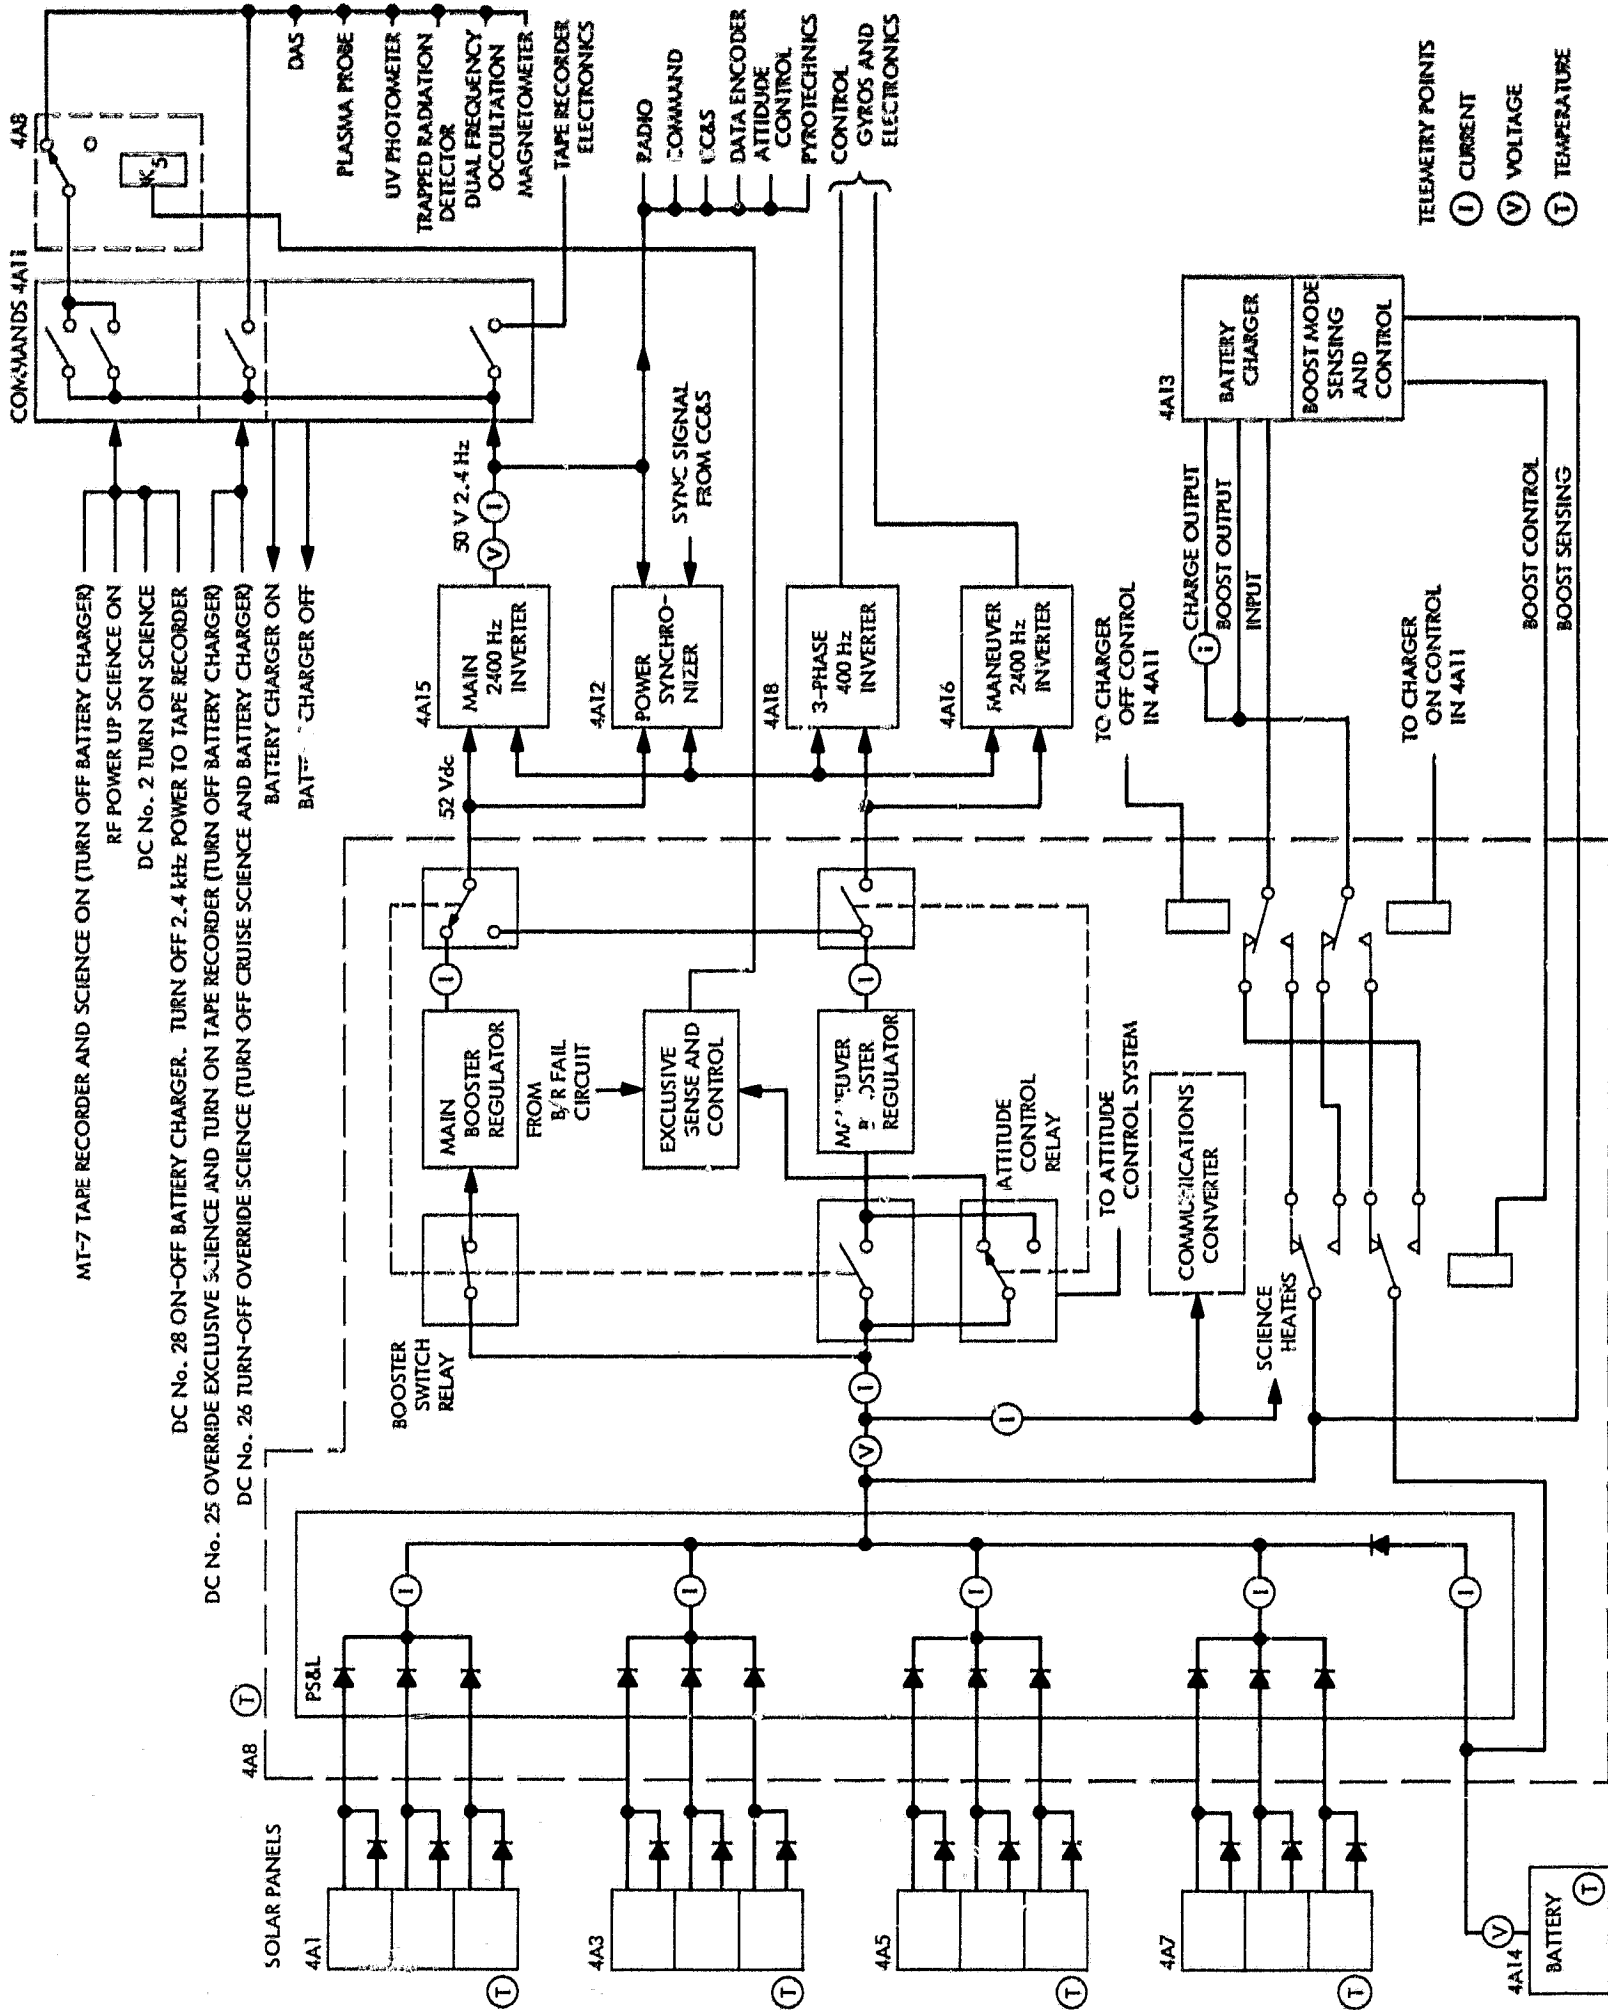 SOLAR PANELS
4A1
T
4A3
T
4A5
T
4A7
T
4A14
BATTERY
T
V
4A8
T
PS&L
I
I
I
I
I
V
I
I
BOOSTER
SWITCH
RELAY
MAIN
BOOSTER
REGULATOR
I
FROM
B/R FAIL
CIRCUIT
EXCLUSIVE
SENSE AND
CONTROL
REGULATOR
I
ATTITUDE
CONTROL
RELAY
TO ATTITUDE
CONTROL SYSTEM
COMMUNICATIONS
CONVERTER
SCIENCE
HEATERS
MT-7 TAPE RECORDER AND SCIENCE ON (TURN OFF BATTERY CHARGER)
RF POWER UP SCIENCE ON
DC No. 2 TURN ON SCIENCE
DC No. 28 ON-OFF BATTERY CHARGER. TURN OFF 2.4 kHz POWER TO TAPE RECORDER
DC No. 25 OVERRIDE EXCLUSIVE SCIENCE AND TURN ON TAPE RECORDER (TURN OFF BATTERY CHARGER)
DC No. 26 TURN-OFF OVERRIDE SCIENCE (TURN OFF CRUISE SCIENCE AND BATTERY CHARGER)
BATTERY CHARGER ON
CHARGER OFF
52 Vdc
4A15
MAIN
2400 Hz
INVERTER
V
I
50 V 2.4 Hz
4A12
POWER
SYNCHRO-
NIZER
SYNC SIGNAL
FROM CC&S
4A18
3-PHASE
400 Hz
INVERTER
4A16
MANEUVER
2400 Hz
INVERTER
TO CHARGER
OFF CONTROL
IN 4A11
TO CHARGER
ON CONTROL
IN 4A11
I
CHARGE OUTPUT
BOOST OUTPUT
INPUT
4A13
BATTERY
CHARGER
BOOST MODE
SENSING
AND
CONTROL
BOOST CONTROL
BOOST SENSING
COMMANDS 4A11
4A8
K5
DAS
PLASMA PROBE
UV PHOTOMETER
TRAPPED RADIATION
DETECTOR
DUAL FREQUENCY
OCCULTATION
MAGNETOMETER
TAPE RECORDER
ELECTRONICS
RADIO
COMMAND
CC&S
DATA ENCODER
ATTIDUDE
CONTROL
PYROTECHNICS
CONTROL
GYROS AND
ELECTRONICS
TELEMETRY POINTS
I CURRENT
V VOLTAGE
T TEMPERATURE